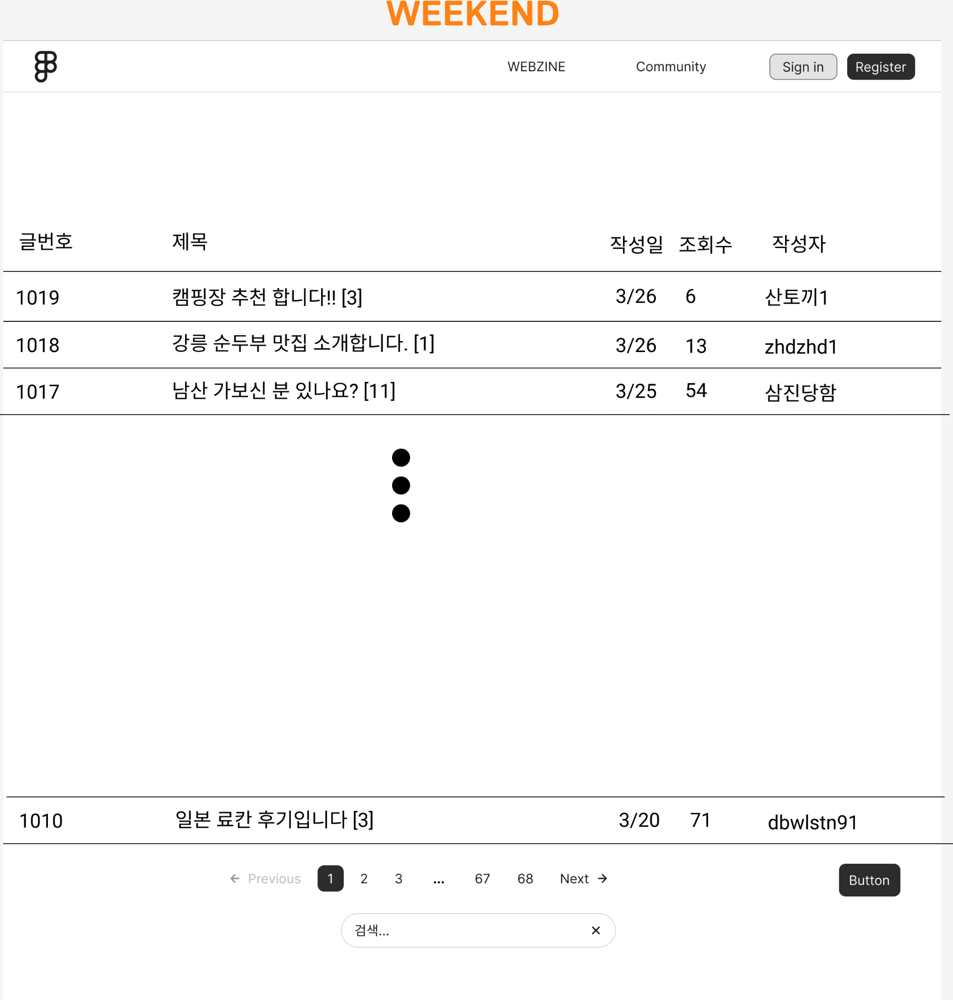 WEEKEND
WEBZINE Community Sign in Register
글번호 제목 작성일 조회수 작성자
1019 캠핑장 추천 합니다!! [3] 3/26 6 산토끼1
1018 강릉 순두부 맛집 소개합니다. [1] 3/26 13 zhdzhd1
1017 남산 가보신 분 있나요? [11] 3/25 54 삼진당함
1010 일본 료칸 후기입니다 [3] 3/20 71 dbwlstn91
← Previous 1 2 3 ... 67 68 Next → Button
검색...